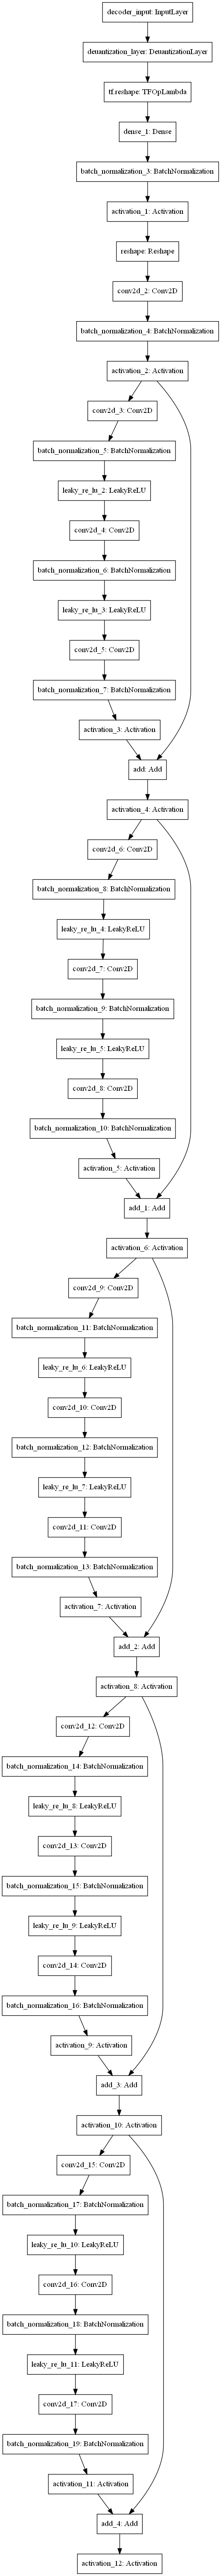 decoder_input: InputLayer
deuantization_layer: DeuantizationLayer
tf.reshape: TFOpLambda
dense_1: Dense
batch_normalization_3: BatchNormalization
activation_1: Activation
reshape: Reshape
conv2d_2: Conv2D
batch_normalization_4: BatchNormalization
activation_2: Activation
conv2d_3: Conv2D
batch_normalization_5: BatchNormalization
leaky_re_lu_2: LeakyReLU
conv2d_4: Conv2D
batch_normalization_6: BatchNormalization
leaky_re_lu_3: LeakyReLU
conv2d_5: Conv2D
batch_normalization_7: BatchNormalization
activation_3: Activation
add: Add
activation_4: Activation
conv2d_6: Conv2D
batch_normalization_8: BatchNormalization
leaky_re_lu_4: LeakyReLU
conv2d_7: Conv2D
batch_normalization_9: BatchNormalization
leaky_re_lu_5: LeakyReLU
conv2d_8: Conv2D
batch_normalization_10: BatchNormalization
activation_5: Activation
add_1: Add
activation_6: Activation
conv2d_9: Conv2D
batch_normalization_11: BatchNormalization
leaky_re_lu_6: LeakyReLU
conv2d_10: Conv2D
batch_normalization_12: BatchNormalization
leaky_re_lu_7: LeakyReLU
conv2d_11: Conv2D
batch_normalization_13: BatchNormalization
activation_7: Activation
add_2: Add
activation_8: Activation
conv2d_12: Conv2D
batch_normalization_14: BatchNormalization
leaky_re_lu_8: LeakyReLU
conv2d_13: Conv2D
batch_normalization_15: BatchNormalization
leaky_re_lu_9: LeakyReLU
conv2d_14: Conv2D
batch_normalization_16: BatchNormalization
activation_9: Activation
add_3: Add
activation_10: Activation
conv2d_15: Conv2D
batch_normalization_17: BatchNormalization
leaky_re_lu_10: LeakyReLU
conv2d_16: Conv2D
batch_normalization_18: BatchNormalization
leaky_re_lu_11: LeakyReLU
conv2d_17: Conv2D
batch_normalization_19: BatchNormalization
activation_11: Activation
add_4: Add
activation_12: Activation